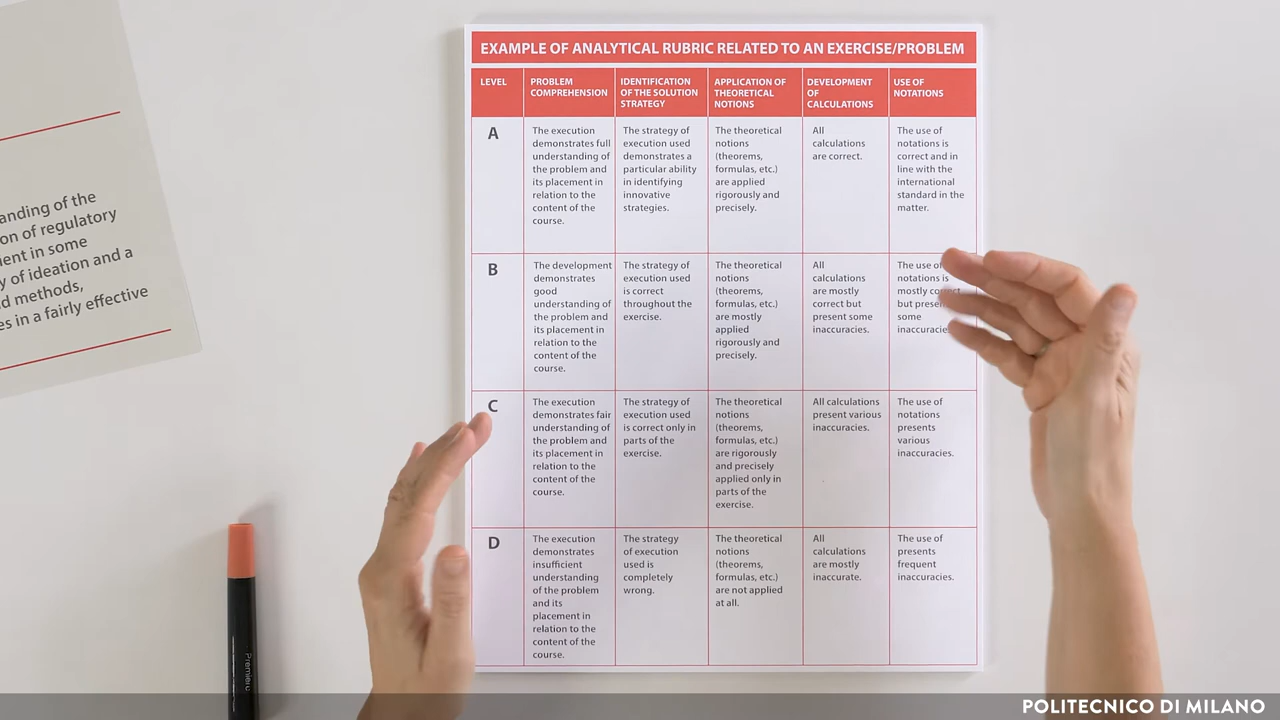 EXAMPLE OF ANALYTICAL RUBRIC RELATED TO AN EXERCISE/PROBLEM
LEVEL
PROBLEM
COMPREHENSION
IDENTIFICATION
OF THE SOLUTION
STRATEGY
APPLICATION OF
THEORETICAL
NOTIONS
DEVELOPMENT
OF
CALCULATIONS
USE OF
NOTATIONS
A
The execution
demonstrates full
understanding of
the problem and
its placement in
relation to the
content of the
course.
The strategy of
execution used
demonstrates a
particular ability
in identifying
innovative
strategies.
The theoretical
notions
(theorems,
formulas, etc.)
are applied
rigorously and
precisely.
All
calculations
are correct.
The use of
notations is
correct and in
line with the
international
standard in the
matter.
B
The development
demonstrates
good
understanding of
the problem and
its placement in
relation to the
content of the
course.
The strategy of
execution used
is correct
throughout the
exercise.
The theoretical
notions
(theorems,
formulas, etc.)
are mostly
applied
rigorously and
precisely.
All
calculations
are mostly
correct but
present some
inaccuracies.
The use of
notations is
mostly correct
but present
some
inaccuracies.
C
The execution
demonstrates fair
understanding of
the problem and
its placement in
relation to the
content of the
course.
The strategy of
execution used
is correct only in
parts of the
exercise.
The theoretical
notions
(theorems,
formulas, etc.)
are rigorously
and precisely
applied only in
parts of the
exercise.
All calculations
present various
inaccuracies.
The use of
notations
presents
various
inaccuracies.
D
The execution
demonstrates
insufficient
understanding
of the problem
and its
placement in
relation to the
content of the
course.
The strategy
of execution
used is
completely
wrong.
The theoretical
notions
(theorems,
formulas, etc.)
are not applied
at all.
All
calculations
are mostly
inaccurate.
The use of
presents
frequent
inaccuracies.
anding of the
on of regulatory
ent in some
y of ideation and a
d methods,
es in a fairly effective
POLITECNICO DI MILANO